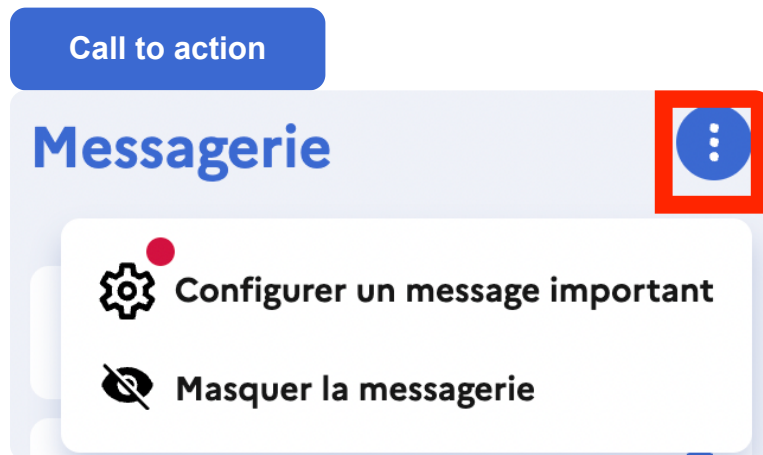 Call to action
Messagerie
Configurer un message important
Masquer la messagerie